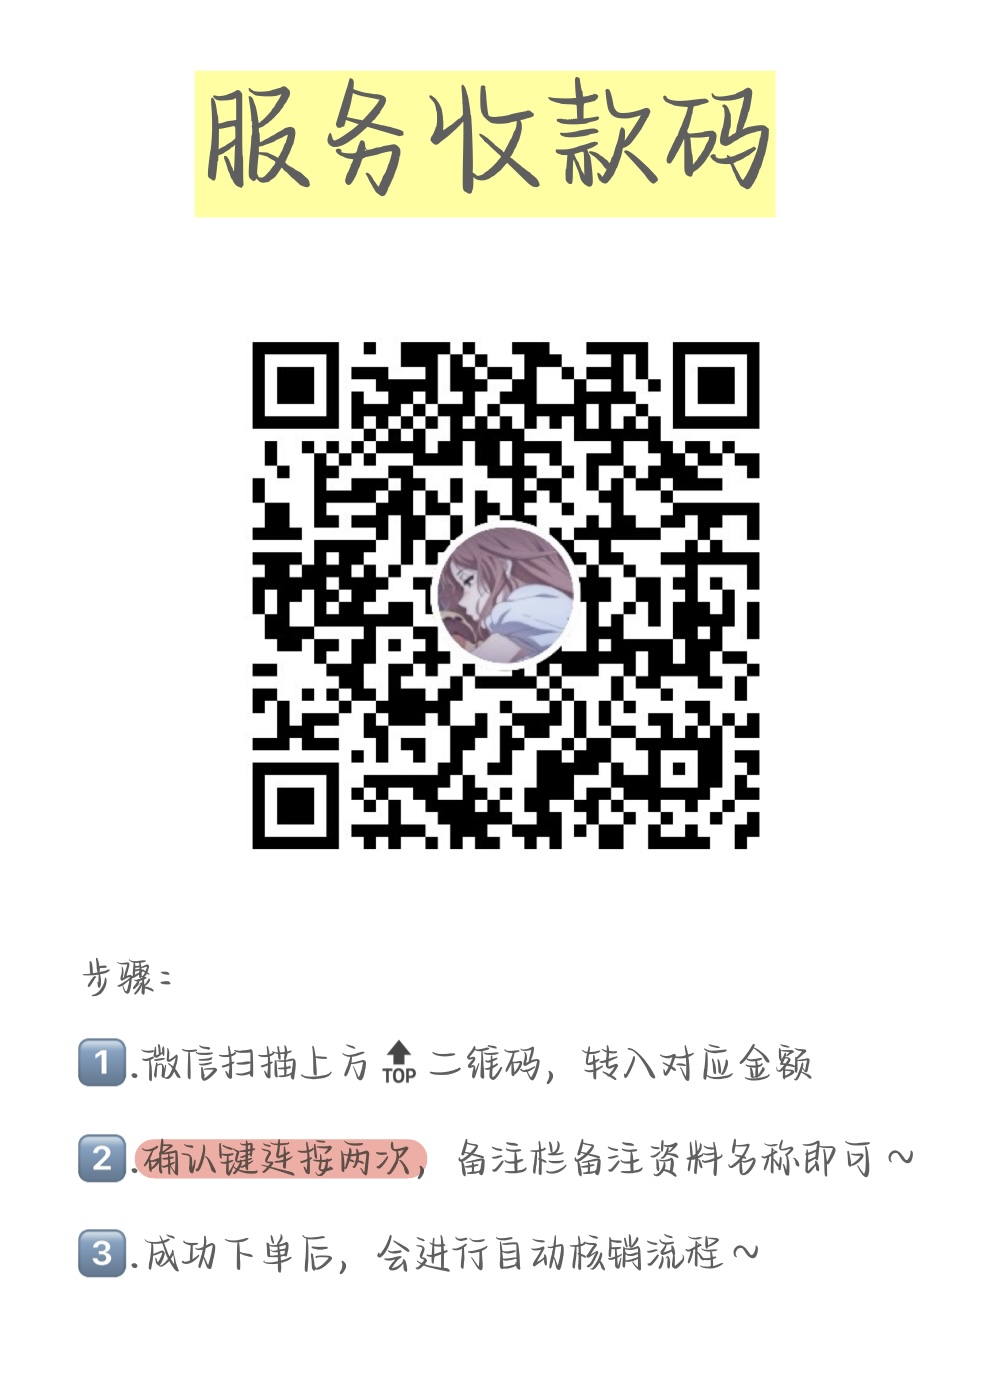 服务收款码
步骤：
1.微信扫描上方TOP二维码，转入对应金额
2.确认键连按两次，备注栏备注资料名称即可～
3.成功下单后，会进行自动核销流程～